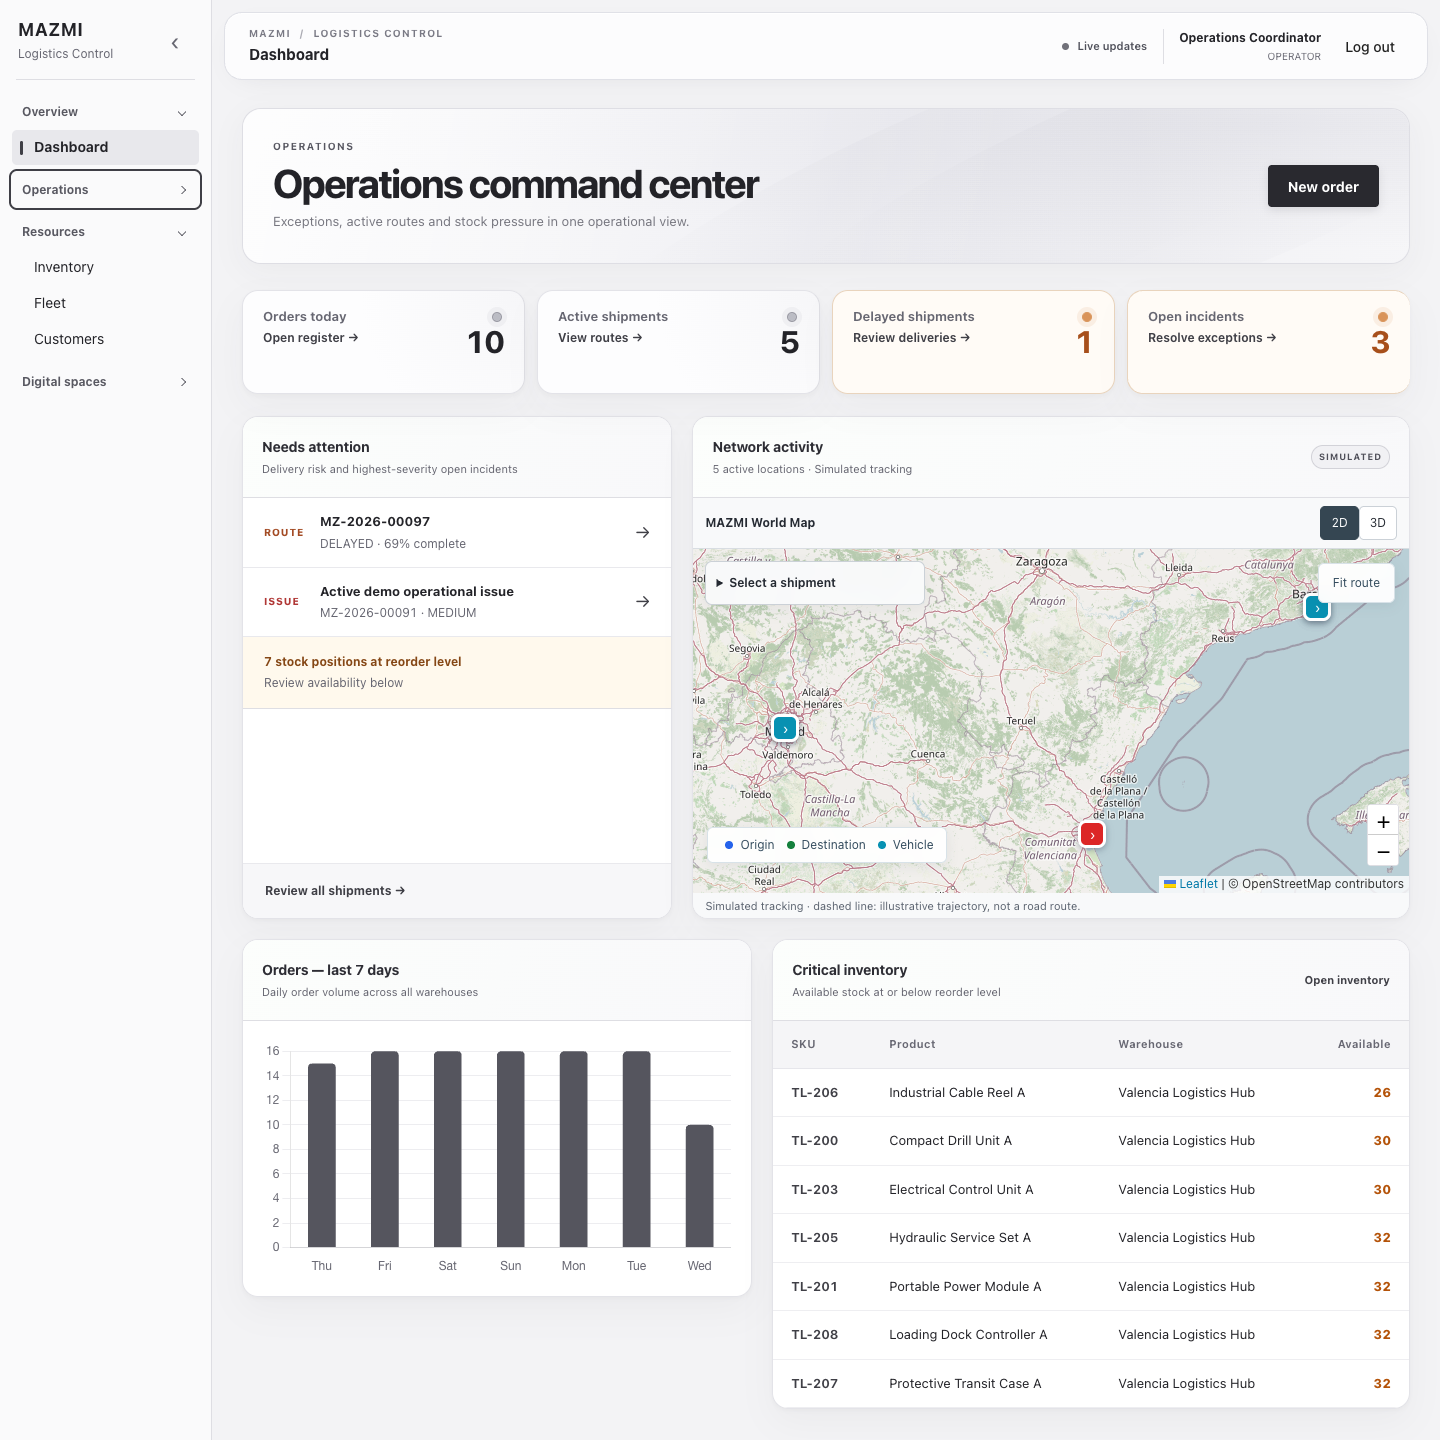 MAZMI
Logistics Control
Overview
Dashboard
Operations
Resources
Inventory
Fleet
Customers
Digital spaces
MAZMI / LOGISTICS CONTROL
Dashboard
Live updates
Operations Coordinator
OPERATOR
Log out
OPERATIONS
Operations command center
Exceptions, active routes and stock pressure in one operational view.
New order
Orders today
Open register →
10
Active shipments
View routes →
5
Delayed shipments
Review deliveries →
1
Open incidents
Resolve exceptions →
3
Needs attention
Delivery risk and highest-severity open incidents
ROUTE
MZ-2026-00097
DELAYED · 69% complete
ISSUE
Active demo operational issue
MZ-2026-00091 · MEDIUM
7 stock positions at reorder level
Review availability below
Review all shipments →
Network activity
5 active locations · Simulated tracking
SIMULATED
MAZMI World Map
2D
3D
Select a shipment
Fit route
Zaragoza
Lleida
Catalunya
Aragón
Reus
Segovia
Alcalá
de Henares
Valdemoro
Teruel
Cuenca
Toledo
Castilla-La
Mancha
Castelló
de la Plana /
Castellón
de la Plana
Comunitat
Valenciana
Ciudad
Real
Origin
Destination
Vehicle
+
−
Leaflet | © OpenStreetMap contributors
Simulated tracking · dashed line: illustrative trajectory, not a road route.
Orders — last 7 days
Daily order volume across all warehouses
16
14
12
10
8
6
4
2
0
Thu Fri Sat Sun Mon Tue Wed
Critical inventory
Available stock at or below reorder level
Open inventory
SKU Product Warehouse Available
TL-206 Industrial Cable Reel A Valencia Logistics Hub 26
TL-200 Compact Drill Unit A Valencia Logistics Hub 30
TL-203 Electrical Control Unit A Valencia Logistics Hub 30
TL-205 Hydraulic Service Set A Valencia Logistics Hub 32
TL-201 Portable Power Module A Valencia Logistics Hub 32
TL-208 Loading Dock Controller A Valencia Logistics Hub 32
TL-207 Protective Transit Case A Valencia Logistics Hub 32